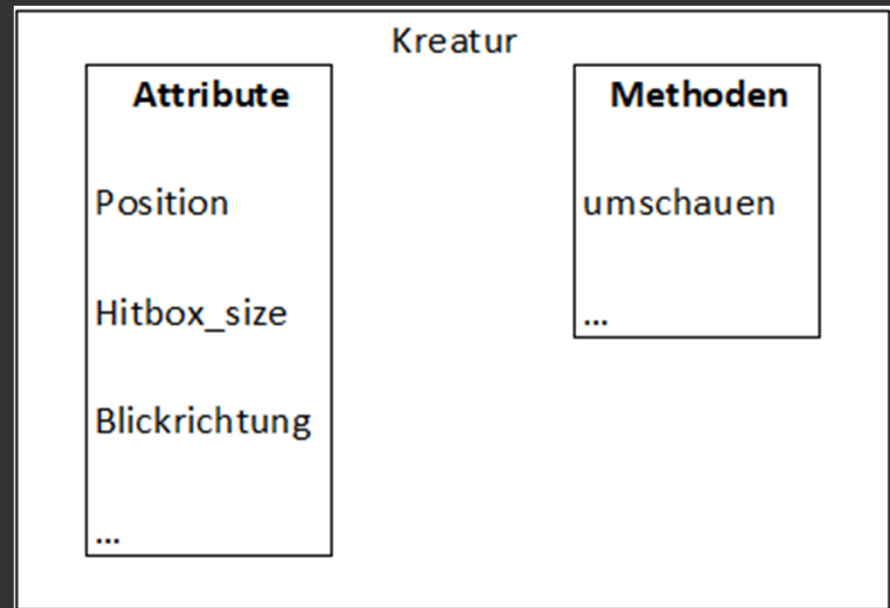 Kreatur
Attribute
Position
Hitbox_size
Blickrichtung
...
Methoden
umschauen
...